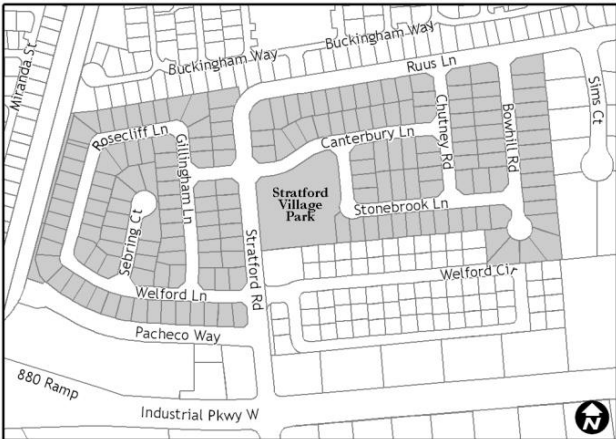 Buckingham Way
Buckingham Way
Miranda St
Ruus Ln
Sims Ct
Rosecliff Ln
Gillingham Ln
Canterbury Ln
Chutney Rd
Bowhill Rd
Stratford
Village
Park
Sebring Ct
Stonebrook Ln
Stratford Rd
Welford Ln
Welford Cir
Pacheco Way
880 Ramp
Industrial Pkwy W
N